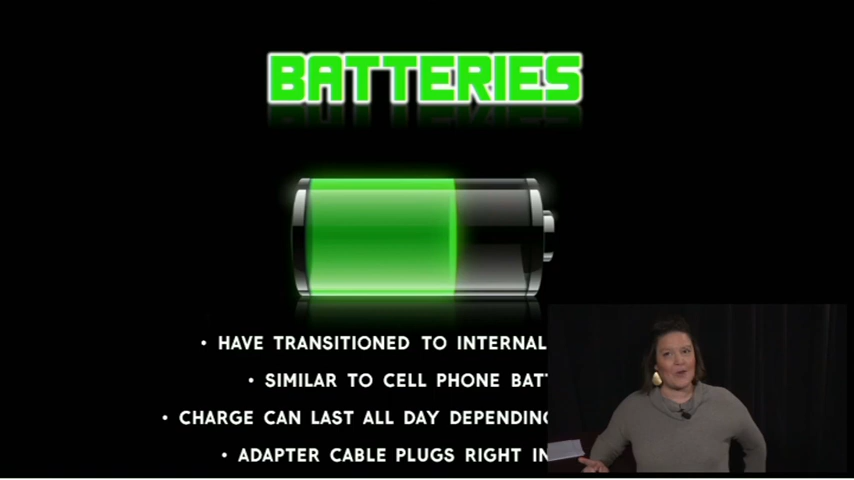 BATTERIES
• HAVE TRANSITIONED TO INTERNAL
• SIMILAR TO CELL PHONE
• CHARGE CAN LAST ALL DAY DEPENDING
• ADAPTER CABLE PLUGS RIGHT IN